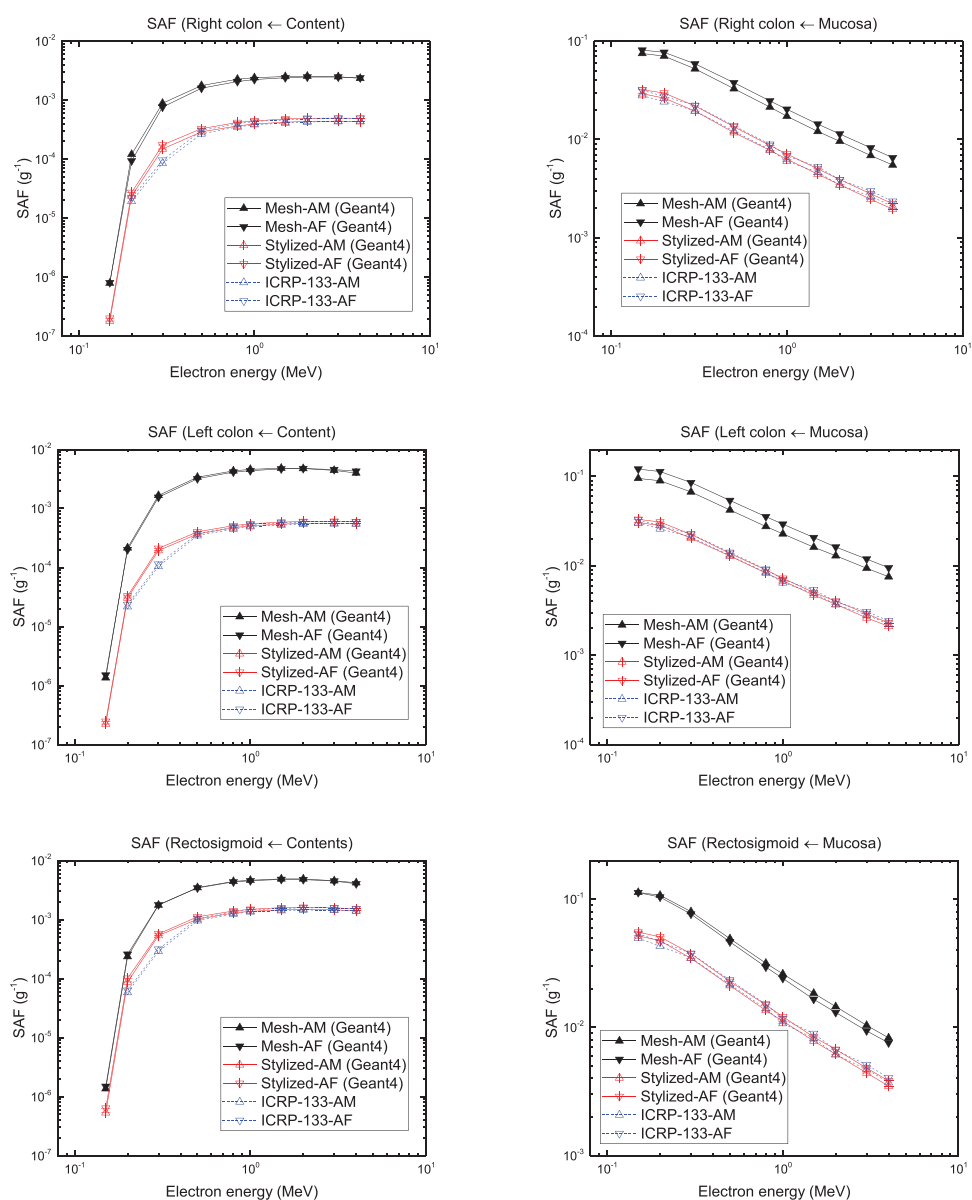 SAF (Right colon ← Content)
10⁻²
10⁻³
10⁻⁴
10⁻⁵
10⁻⁶
10⁻⁷
SAF (g⁻¹)
Mesh-AM (Geant4)
Mesh-AF (Geant4)
Stylized-AM (Geant4)
Stylized-AF (Geant4)
ICRP-133-AM
ICRP-133-AF
10⁻¹ 10⁰ 10¹
Electron energy (MeV)
SAF (Right colon ← Mucosa)
10⁻¹
10⁻²
10⁻³
10⁻⁴
SAF (g⁻¹)
Mesh-AM (Geant4)
Mesh-AF (Geant4)
Stylized-AM (Geant4)
Stylized-AF (Geant4)
ICRP-133-AM
ICRP-133-AF
10⁻¹ 10⁰ 10¹
Electron energy (MeV)
SAF (Left colon ← Content)
10⁻²
10⁻³
10⁻⁴
10⁻⁵
10⁻⁶
10⁻⁷
SAF (g⁻¹)
Mesh-AM (Geant4)
Mesh-AF (Geant4)
Stylized-AM (Geant4)
Stylized-AF (Geant4)
ICRP-133-AM
ICRP-133-AF
10⁻¹ 10⁰ 10¹
Electron energy (MeV)
SAF (Left colon ← Mucosa)
10⁻¹
10⁻²
10⁻³
10⁻⁴
SAF (g⁻¹)
Mesh-AM (Geant4)
Mesh-AF (Geant4)
Stylized-AM (Geant4)
Stylized-AF (Geant4)
ICRP-133-AM
ICRP-133-AF
10⁻¹ 10⁰ 10¹
Electron energy (MeV)
SAF (Rectosigmoid ← Contents)
10⁻²
10⁻³
10⁻⁴
10⁻⁵
10⁻⁶
10⁻⁷
SAF (g⁻¹)
Mesh-AM (Geant4)
Mesh-AF (Geant4)
Stylized-AM (Geant4)
Stylized-AF (Geant4)
ICRP-133-AM
ICRP-133-AF
10⁻¹ 10⁰ 10¹
Electron energy (MeV)
SAF (Rectosigmoid ← Mucosa)
10⁻¹
10⁻²
10⁻³
SAF (g⁻¹)
Mesh-AM (Geant4)
Mesh-AF (Geant4)
Stylized-AM (Geant4)
Stylized-AF (Geant4)
ICRP-133-AM
ICRP-133-AF
10⁻¹ 10⁰ 10¹
Electron energy (MeV)